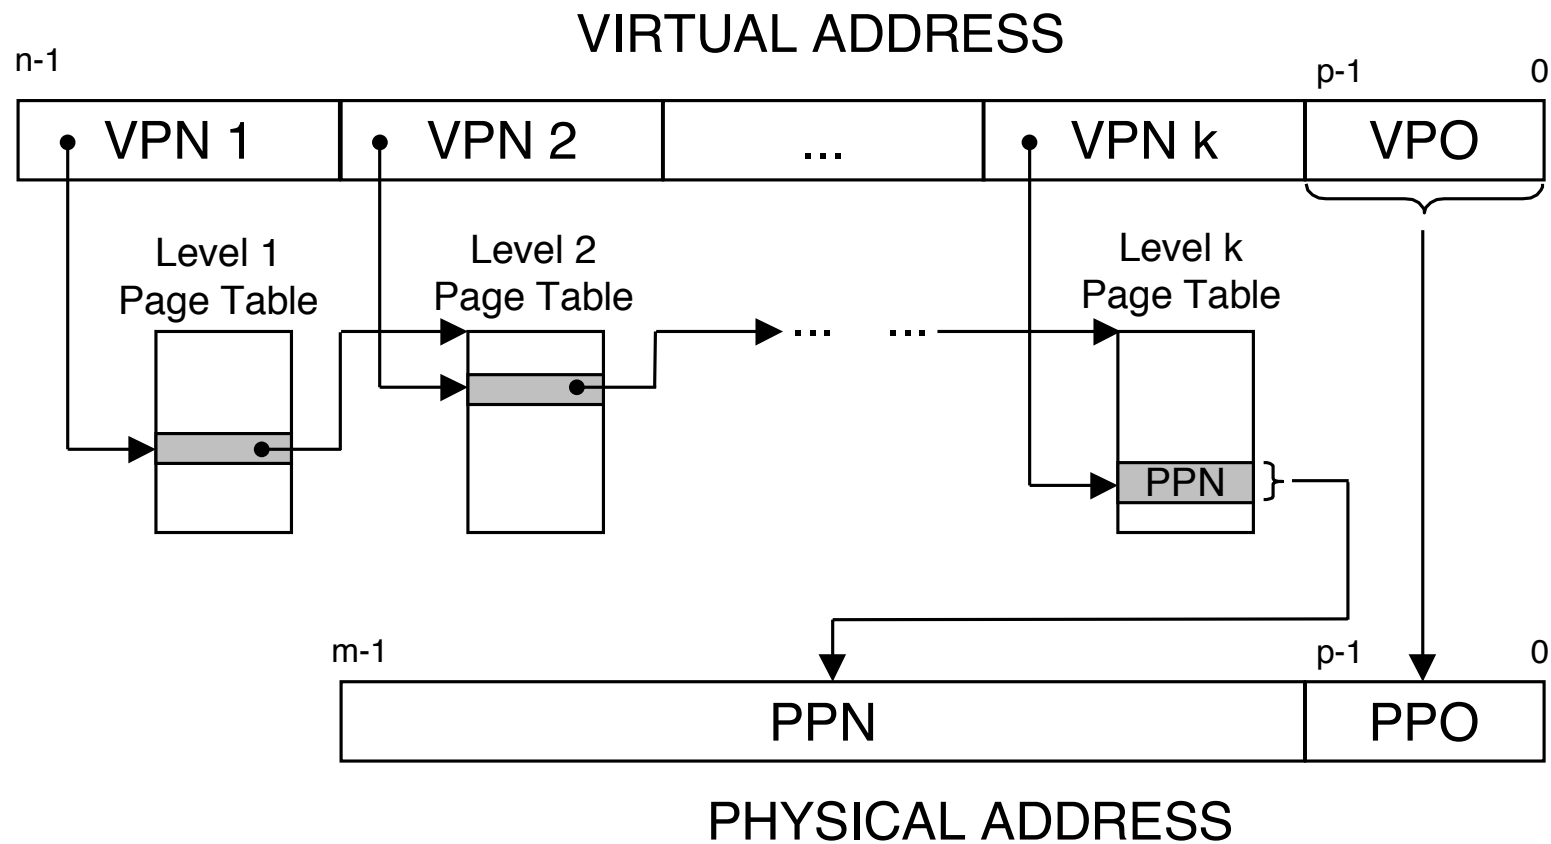 VIRTUAL ADDRESS
n-1 p-1 0
VPN 1 VPN 2 ... VPN k VPO
Level 1 Level 2 Level k
Page Table Page Table Page Table
... ...
PPN
m-1 p-1 0
PPN PPO
PHYSICAL ADDRESS